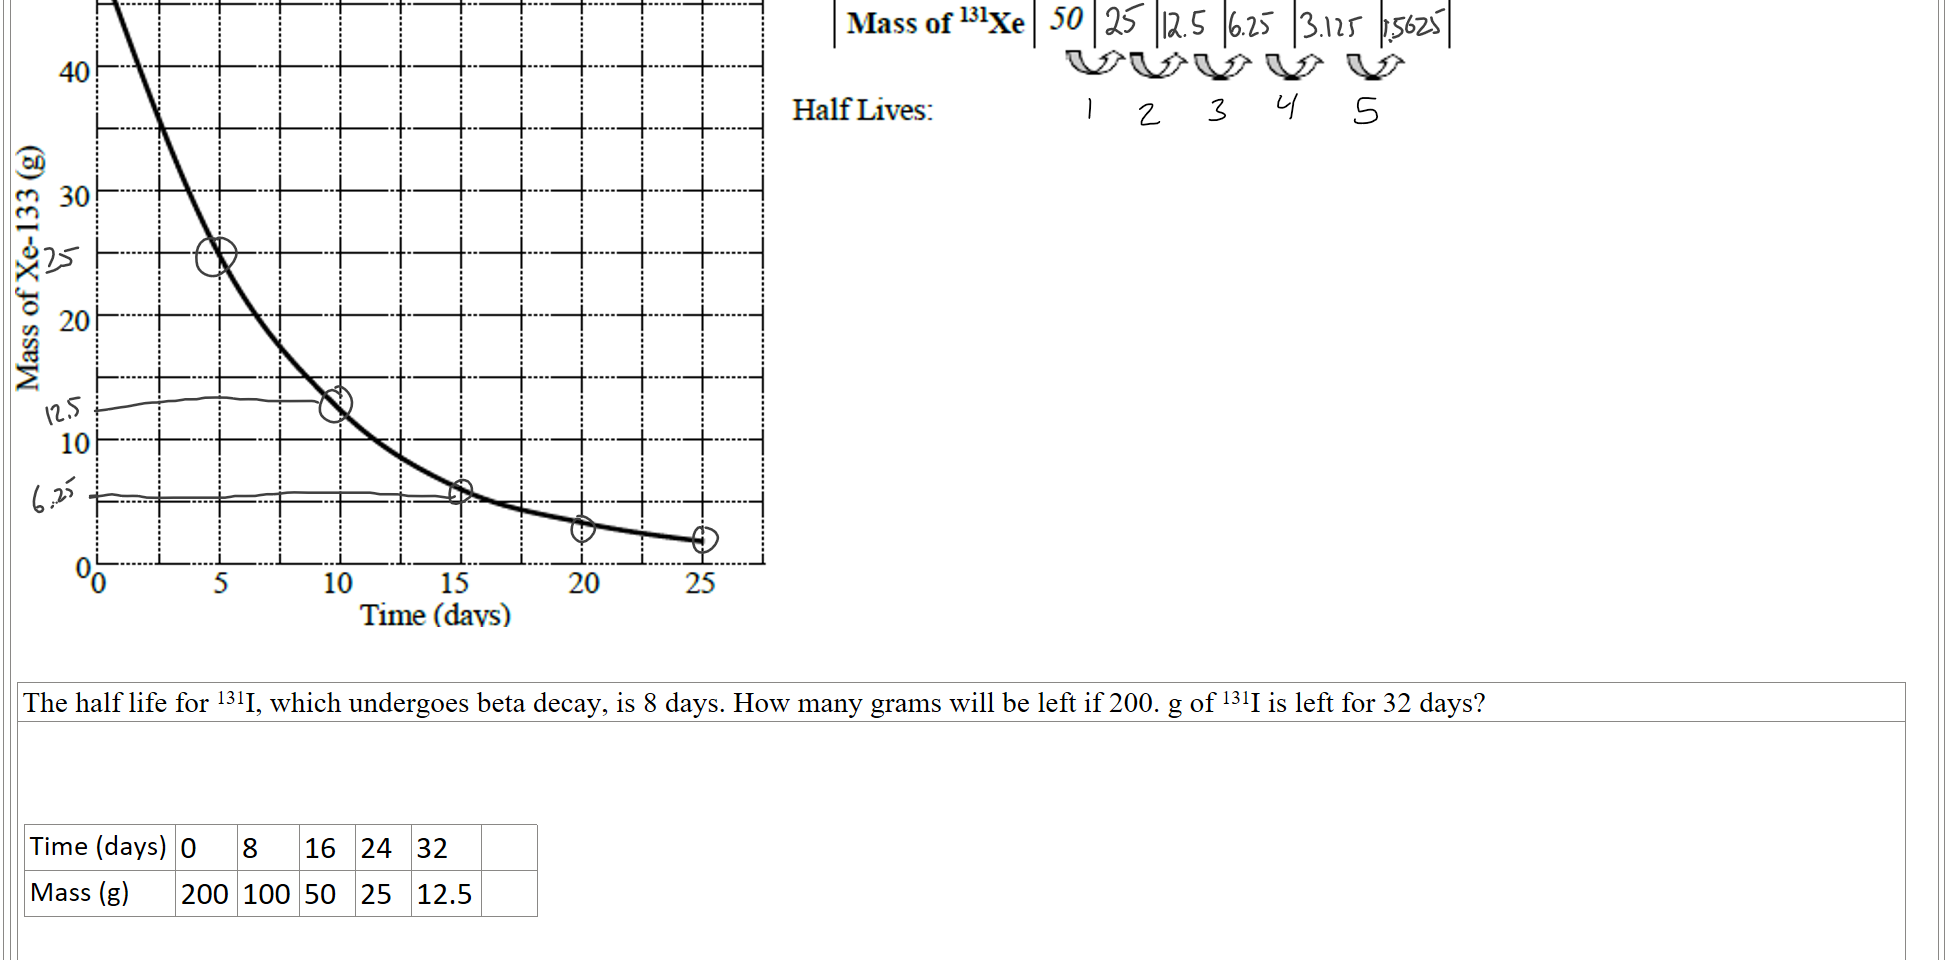 Mass of ¹³¹Xe 50 25 12.5 6.25 3.125 1.5625
Half Lives: 1 2 3 4 5
Mass of Xe-133 (g)
40
30
25
20
12.5
10
6.25
0
0 5 10 15 20 25
Time (days)
The half life for ¹³¹I, which undergoes beta decay, is 8 days. How many grams will be left if 200. g of ¹³¹I is left for 32 days?
Time (days) 0 8 16 24 32
Mass (g) 200 100 50 25 12.5